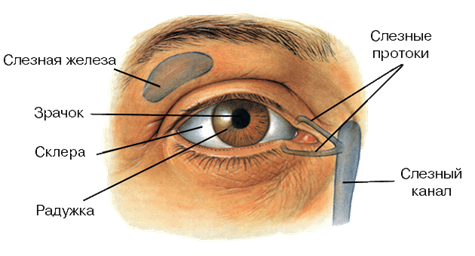 Слезная железа
Зрачок
Склера
Радужка
Слезные
протоки
Слезный
канал